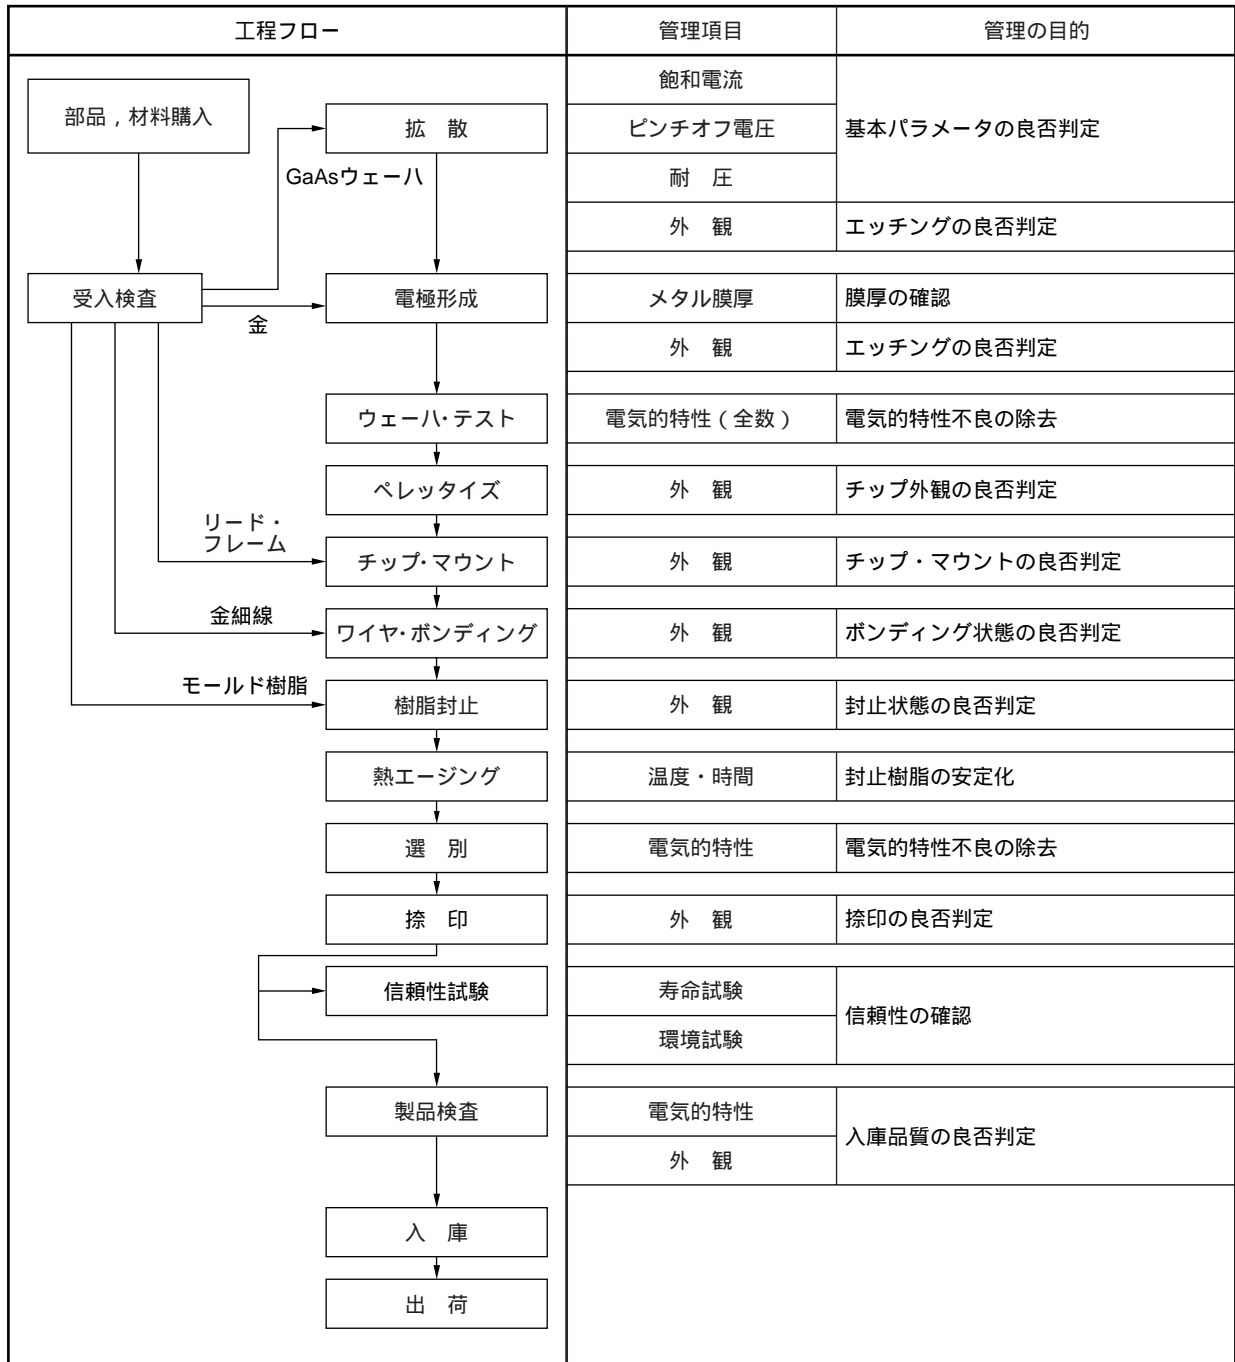 工程フロー 管理項目 管理の目的
部品，材料購入
拡　散
GaAsウェーハ
飽和電流
ピンチオフ電圧
耐　圧
基本パラメータの良否判定
外　観 エッチングの良否判定
受入検査
金
電極形成
メタル膜厚 膜厚の確認
外　観 エッチングの良否判定
ウェーハ・テスト 電気的特性（全数） 電気的特性不良の除去
ペレッタイズ 外　観 チップ外観の良否判定
リード・
フレーム
チップ・マウント 外　観 チップ・マウントの良否判定
金細線
ワイヤ・ボンディング 外　観 ボンディング状態の良否判定
モールド樹脂
樹脂封止 外　観 封止状態の良否判定
熱エージング 温度・時間 封止樹脂の安定化
選　別 電気的特性 電気的特性不良の除去
捺　印 外　観 捺印の良否判定
信頼性試験
寿命試験
環境試験
信頼性の確認
製品検査
電気的特性
外　観
入庫品質の良否判定
入　庫
出　荷